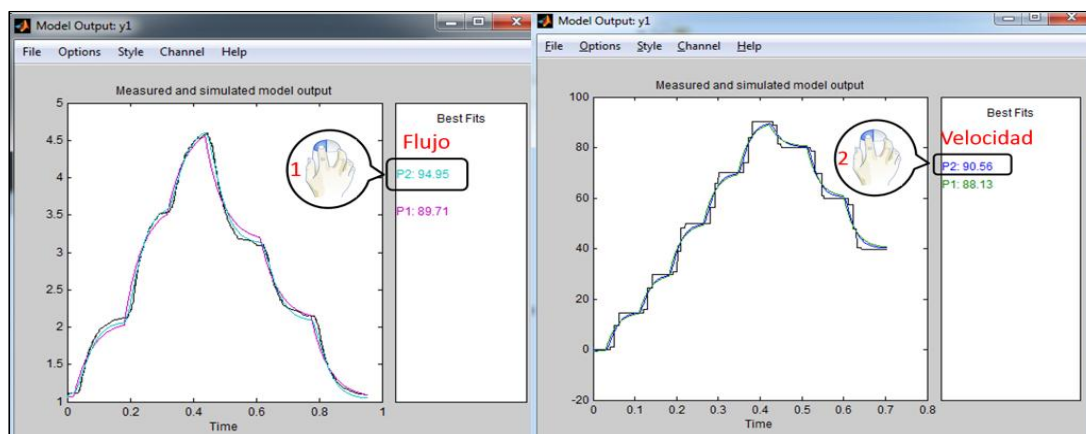 Model Output: y1
File Options Style Channel Help
Measured and simulated model output
5
4.5
4
3.5
3
2.5
2
1.5
1
0 0.2 0.4 0.6 0.8 1
Time
Best Fits
Flujo
1
P2: 94.95
P1: 89.71
Model Output: y1
File Options Style Channel Help
Measured and simulated model output
100
80
60
40
20
0
-20
0 0.1 0.2 0.3 0.4 0.5 0.6 0.7 0.8
Time
Best Fits
Velocidad
2
P2: 90.56
P1: 88.13